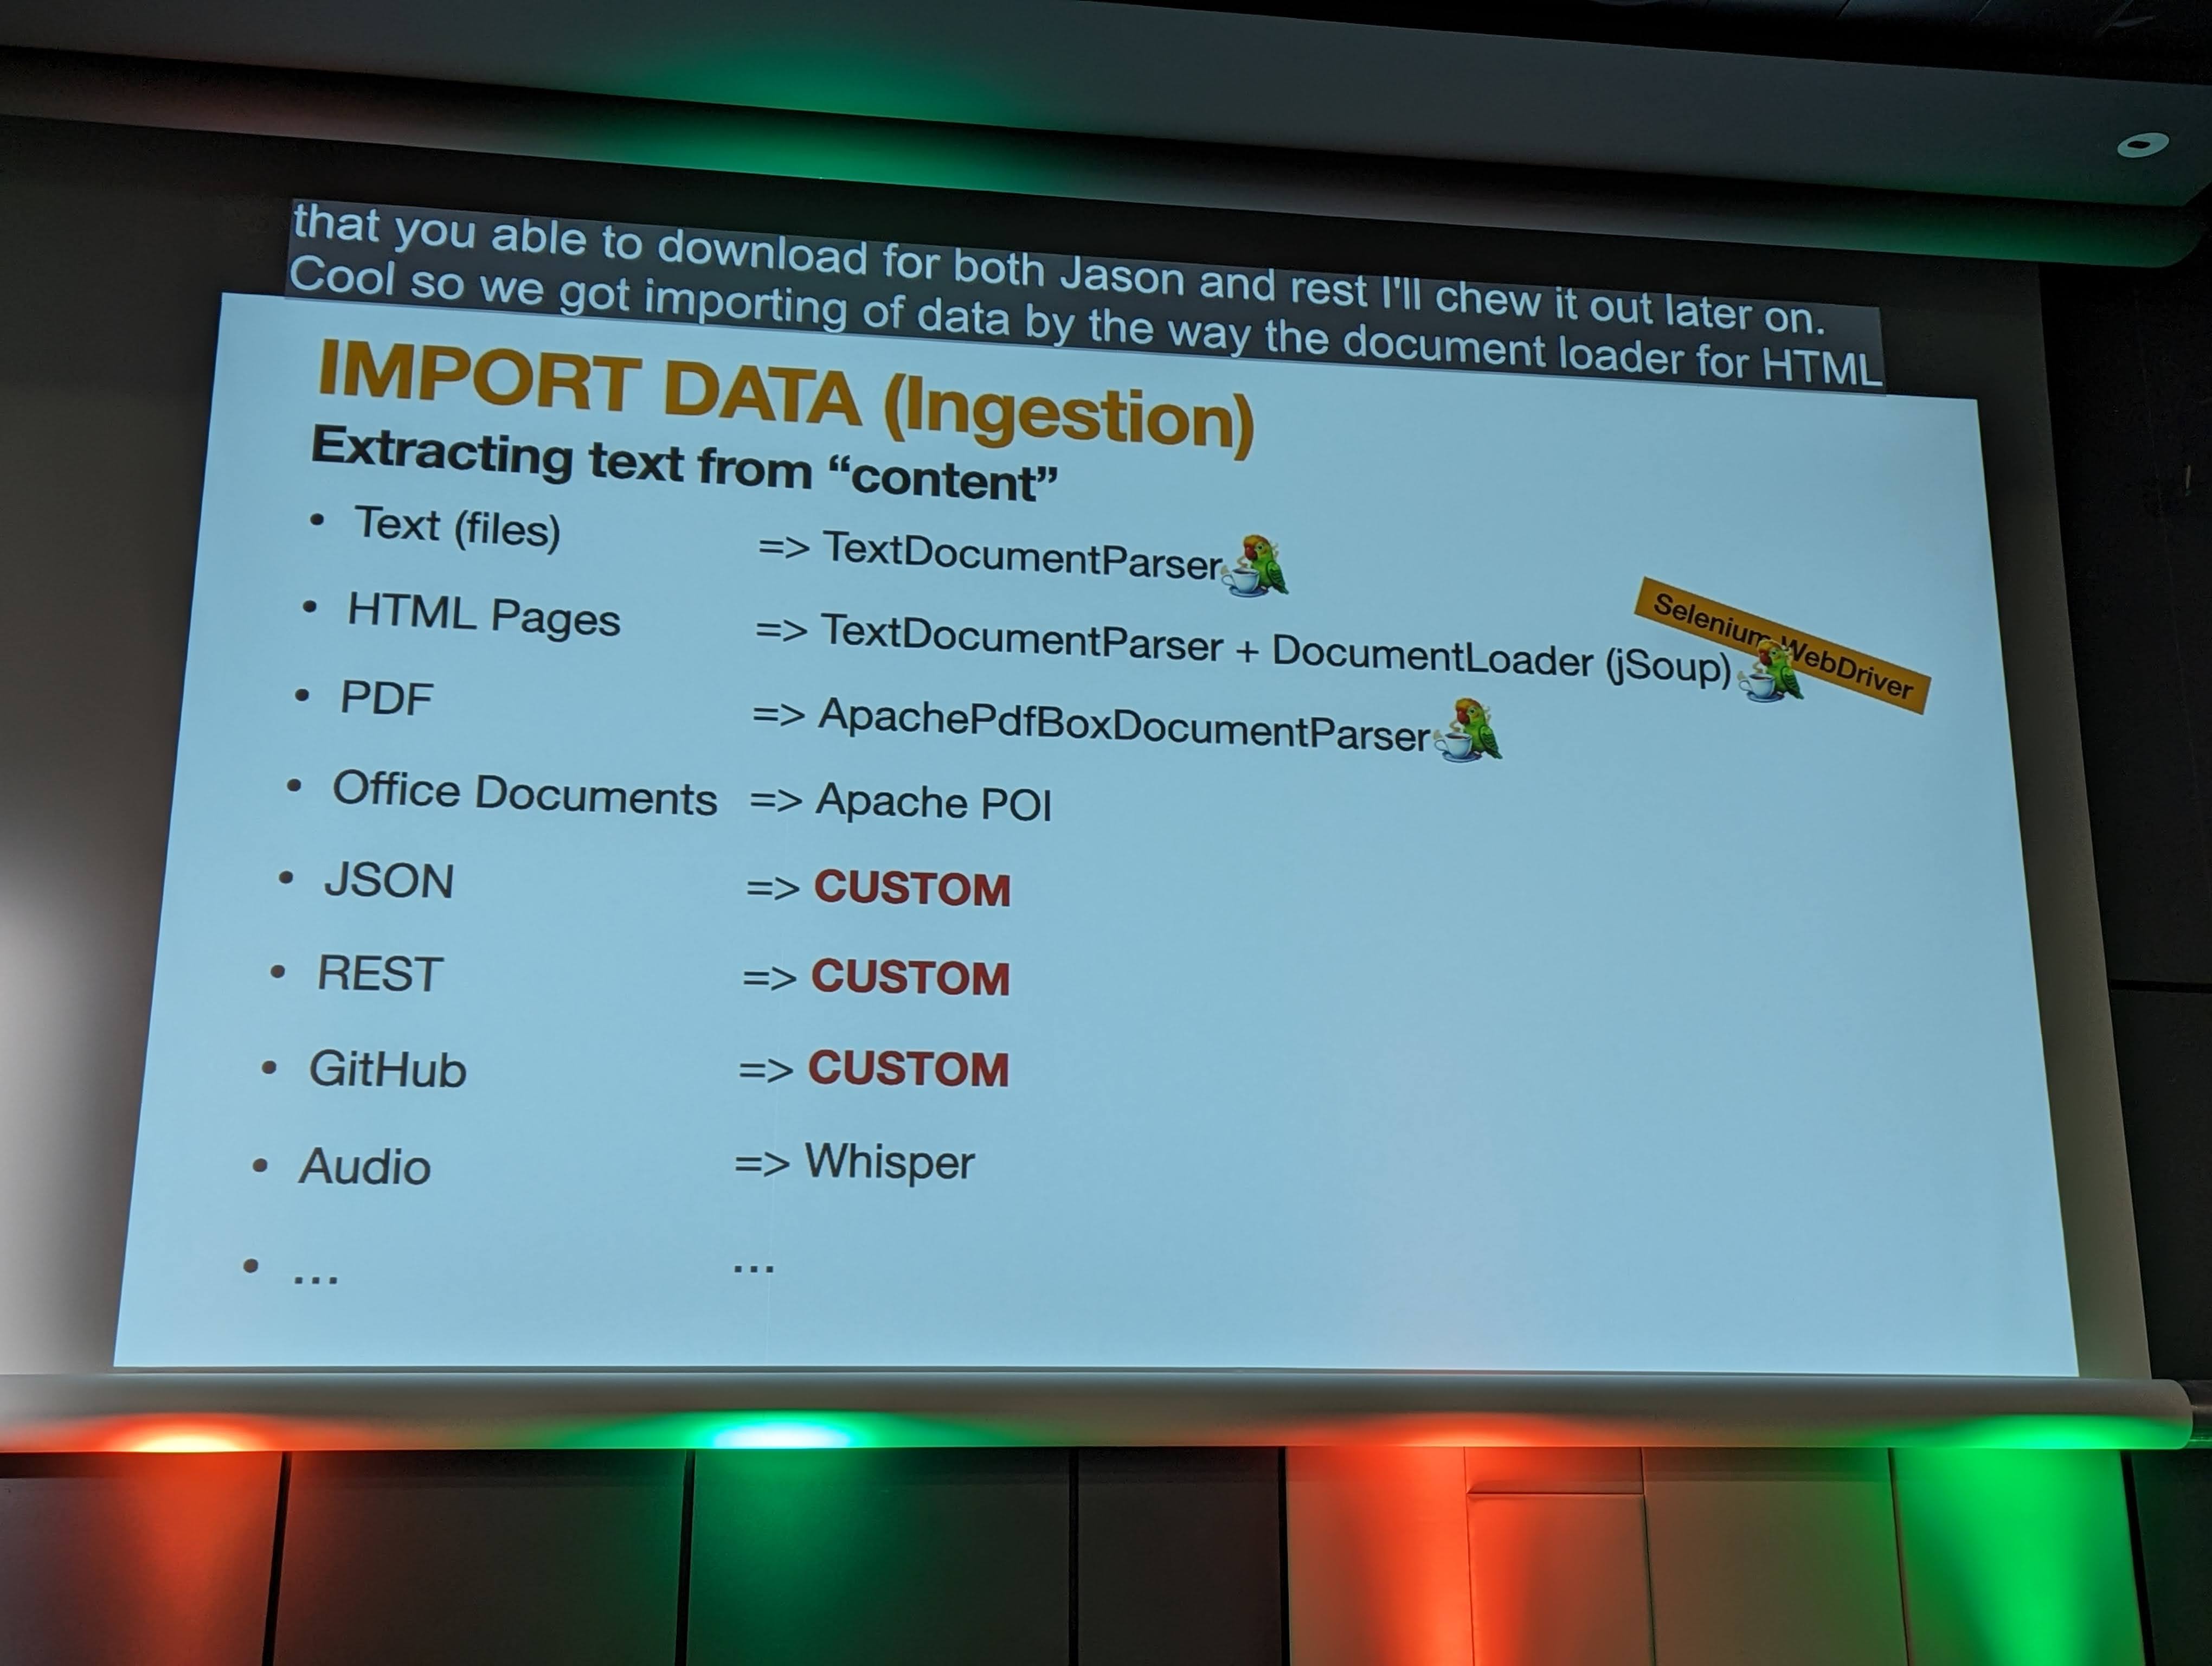 that you able to download for both Jason and rest I'll chew it out later on.
Cool so we got importing of data by the way the document loader for HTML
IMPORT DATA (Ingestion)
Extracting text from “content”
• Text (files) => TextDocumentParser
• HTML Pages => TextDocumentParser + DocumentLoader (jSoup)
Selenium WebDriver
• PDF => ApachePdfBoxDocumentParser
• Office Documents => Apache POI
• JSON => CUSTOM
• REST => CUSTOM
• GitHub => CUSTOM
• Audio => Whisper
• ... ...